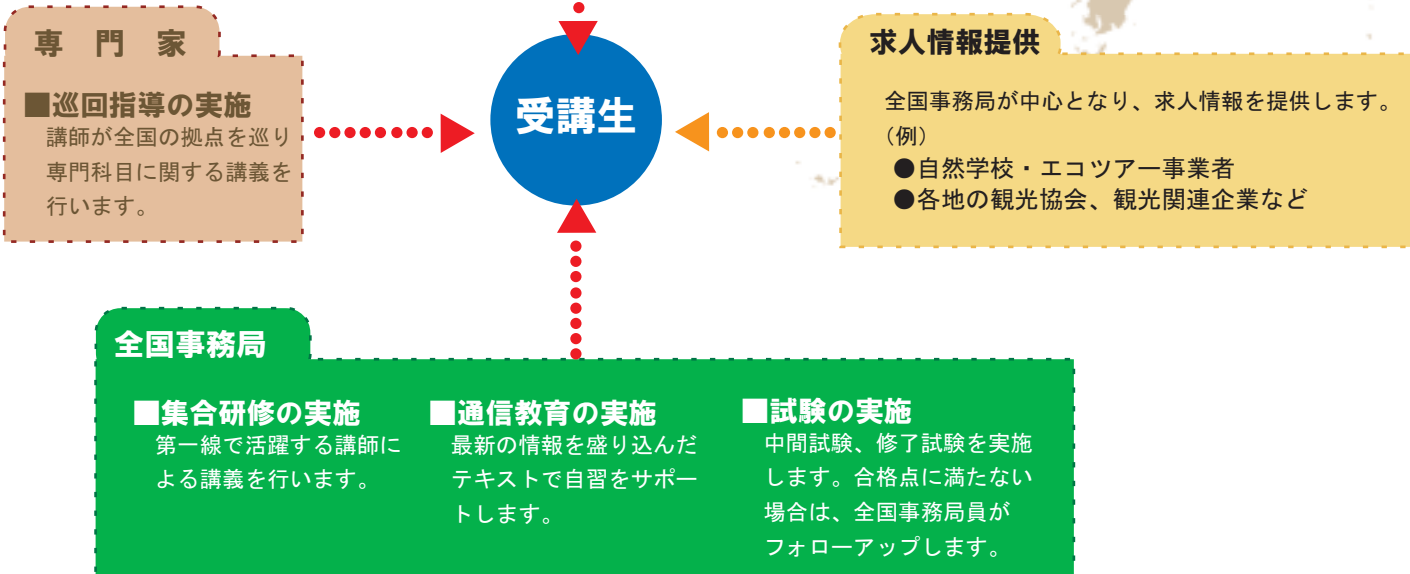 専　門　家
■巡回指導の実施
講師が全国の拠点を巡り
専門科目に関する講義を
行います。
受講生
求人情報提供
全国事務局が中心となり、求人情報を提供します。
（例）
●自然学校・エコツアー事業者
●各地の観光協会、観光関連企業など
全国事務局
■集合研修の実施
第一線で活躍する講師に
よる講義を行います。
■通信教育の実施
最新の情報を盛り込んだ
テキストで自習をサポー
トします。
■試験の実施
中間試験、修了試験を実施
します。合格点に満たない
場合は、全国事務局員が
フォローアップします。